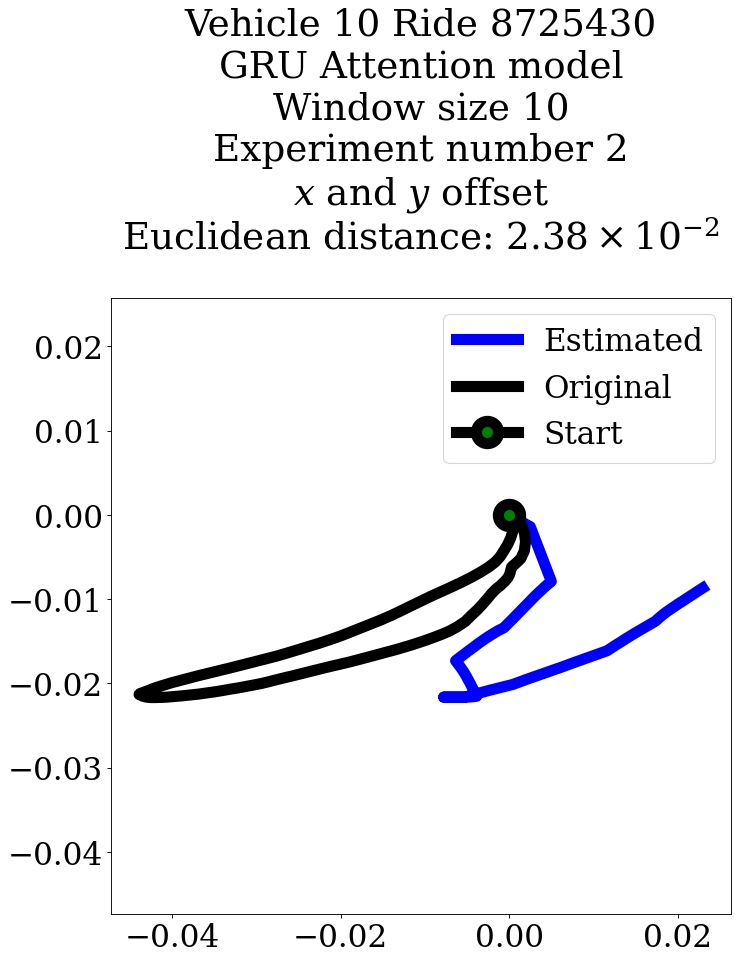 Vehicle 10 Ride 8725430
GRU Attention model
Window size 10
Experiment number 2
x and y offset
Euclidean distance: 2.38 × 10⁻²
Estimated
Original
Start
0.02
0.01
0.00
−0.01
−0.02
−0.03
−0.04
−0.04 −0.02 0.00 0.02